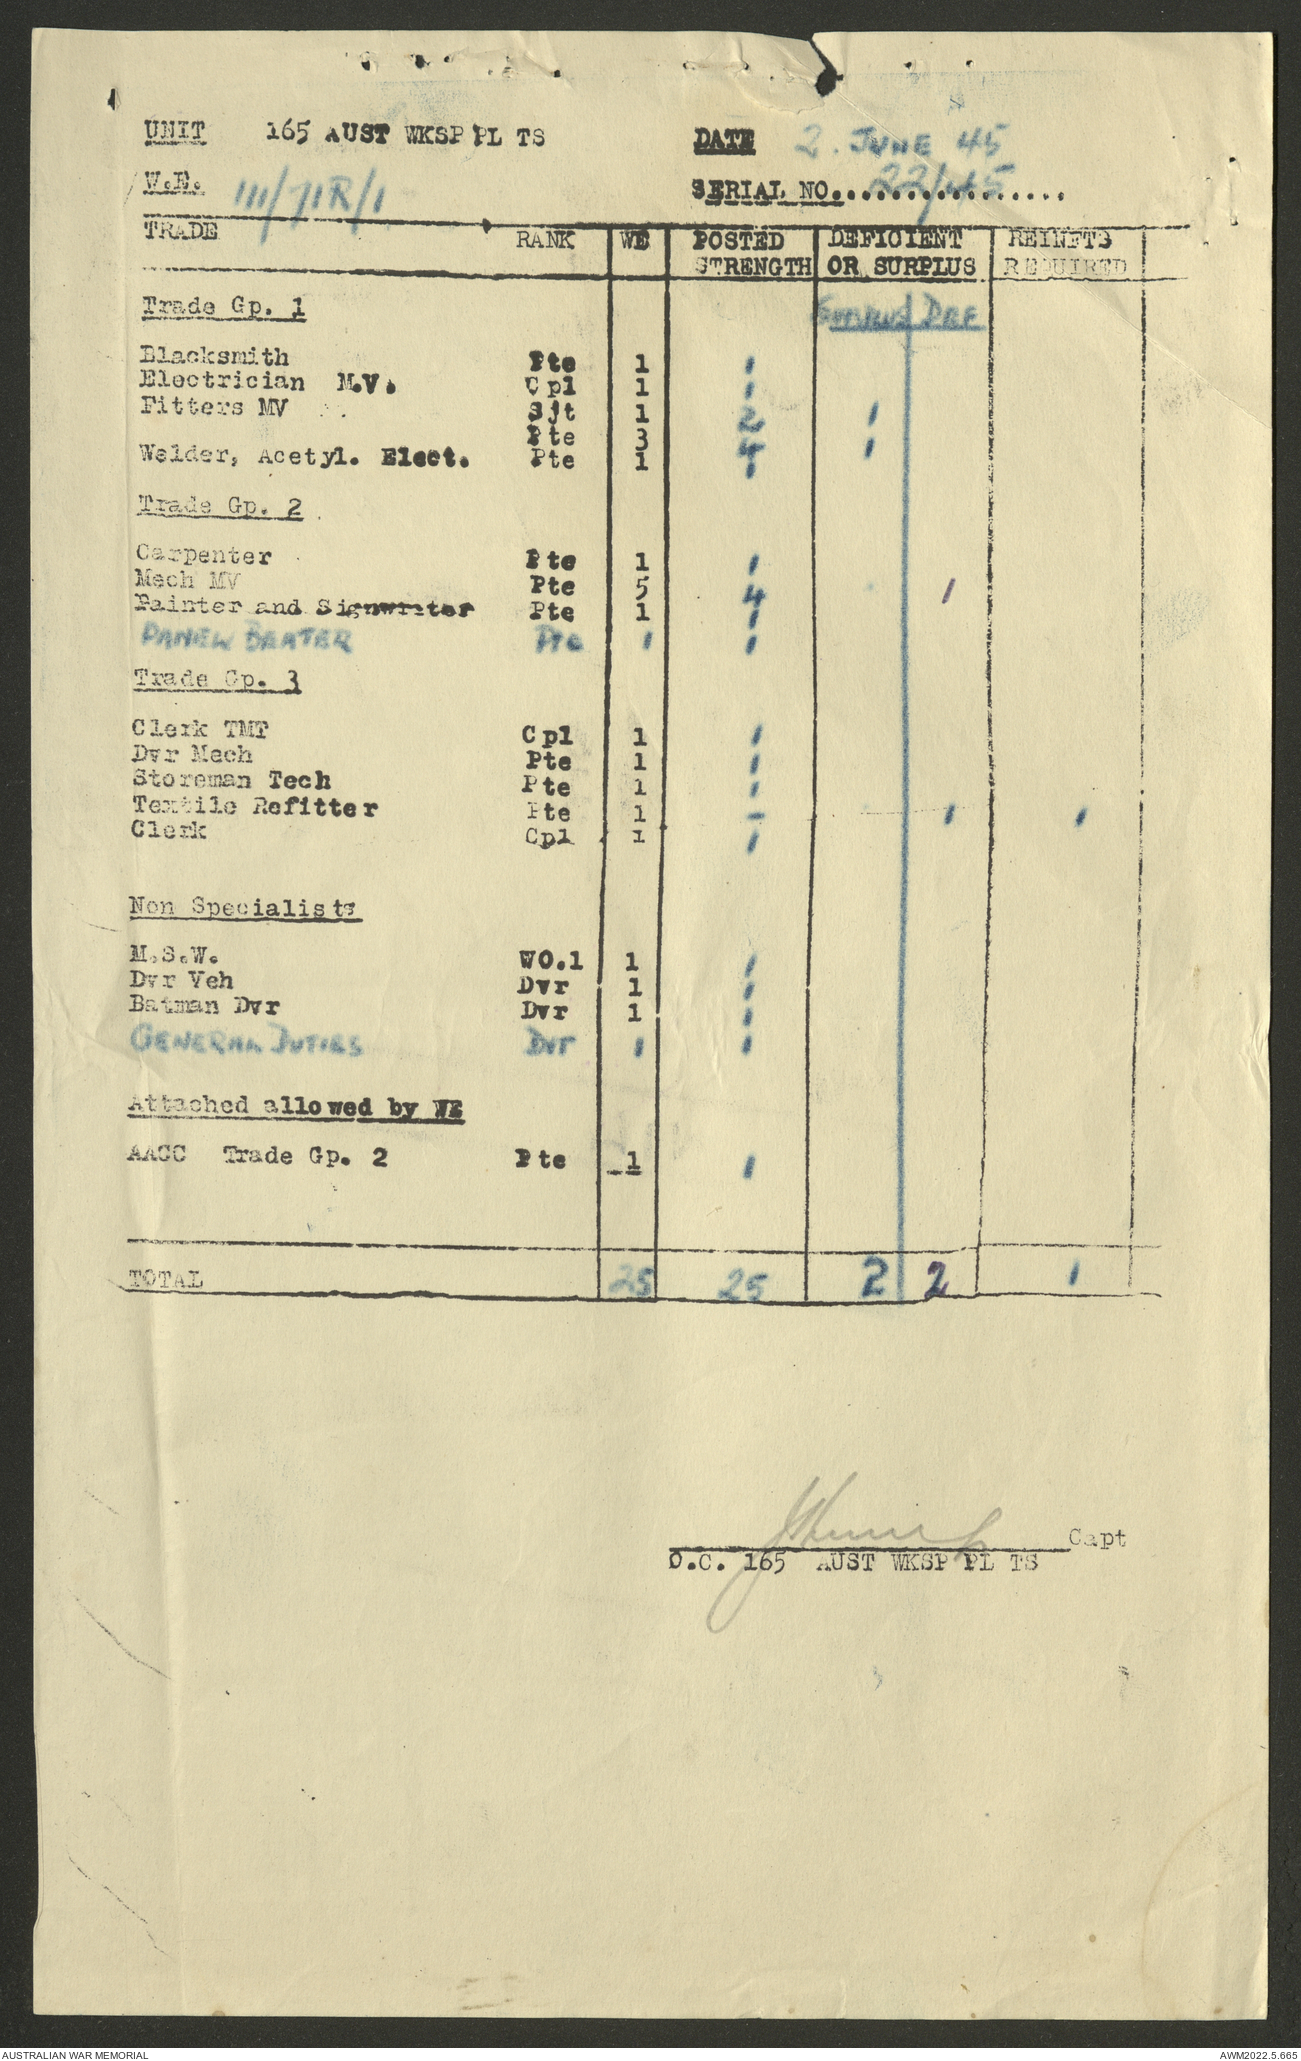 UNIT 165 AUST WKSP PL TS DATE 2. JUNE 45
W.E. 111/71R/1 SERIAL NO................. 22/45
TRADE RANK WE POSTED STRENGTH DEFICIENT OR SURPLUS REINFTS REQUIRED
Trade Gp. 1 Surplus DEF
Blacksmith Pte 1 1
Electrician M.V. Cpl 1 1
Fitters MV Sjt 1 2 1
Pte 3 4 1
Welder, Acetyl. Elect. Pte 1 1
Trade Gp. 2
Carpenter Pte 1 1
Mech MV Pte 5 4 1
Painter and Signwriter Pte 1 1
PANEL BEATER Pte 1 1
Trade Gp. 3
Clerk TMT Cpl 1 1
Dvr Mech Pte 1 1
Storeman Tech Pte 1 1
Textile Refitter Pte 1 - 1 1
Clerk Cpl 1 1
Non Specialists
M.S.W. WO.1 1 1
Dvr Veh Dvr 1 1
Batman Dvr Dvr 1 1
GENERAL DUTIES Dvr 1 1
Attached allowed by WE
AACC Trade Gp. 2 Pte 1 1
TOTAL 25 25 2 2 1
Capt
O.C. 165 AUST WKSP PL TS
AUSTRALIAN WAR MEMORIAL AWM2022.5.665